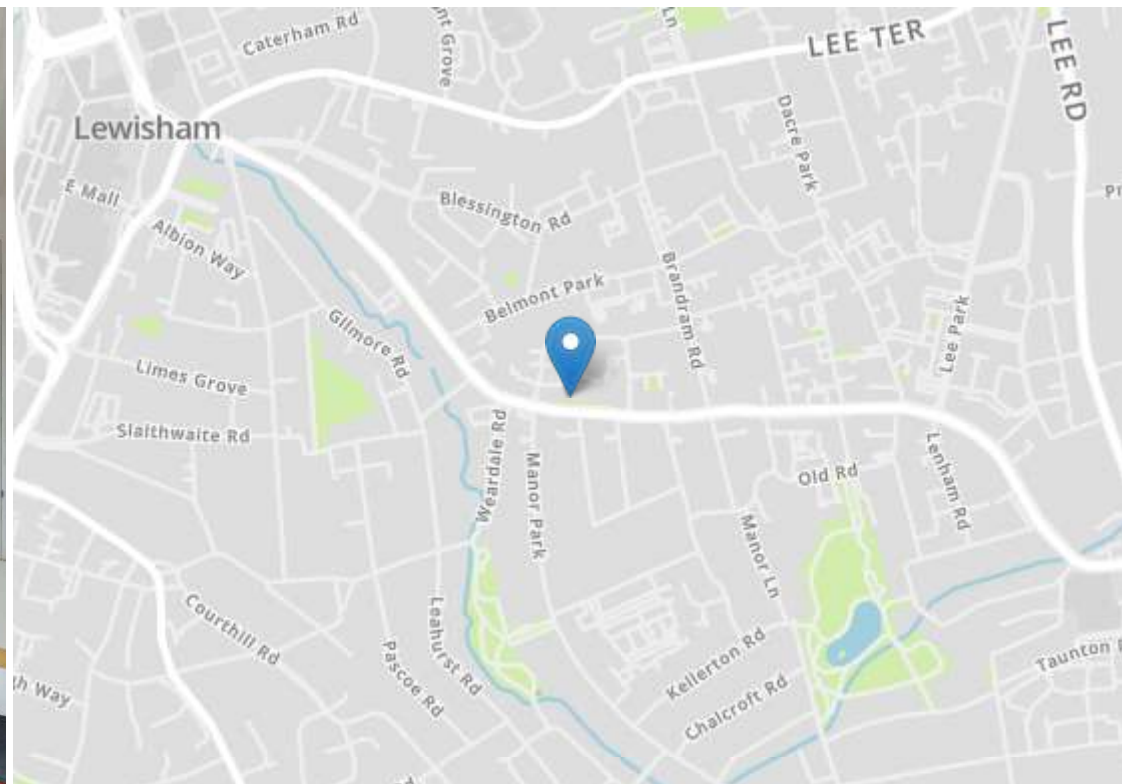 Caterham Rd
LEE TER
LEE RD
Lewisham
Dacre Park
E Mall
Blessington Rd
Albion Way
Brandram Rd
Belmont Park
Gilmore Rd
Lee Park
Limes Grove
Slaithwaite Rd
Weardale Rd
Manor Park
Old Rd
Lenham Rd
Manor Ln
Courthill Rd
Leahurst Rd
Pascoe Rd
Kellerton Rd
Chalcroft Rd
Taunton
Grove
Ln
Way